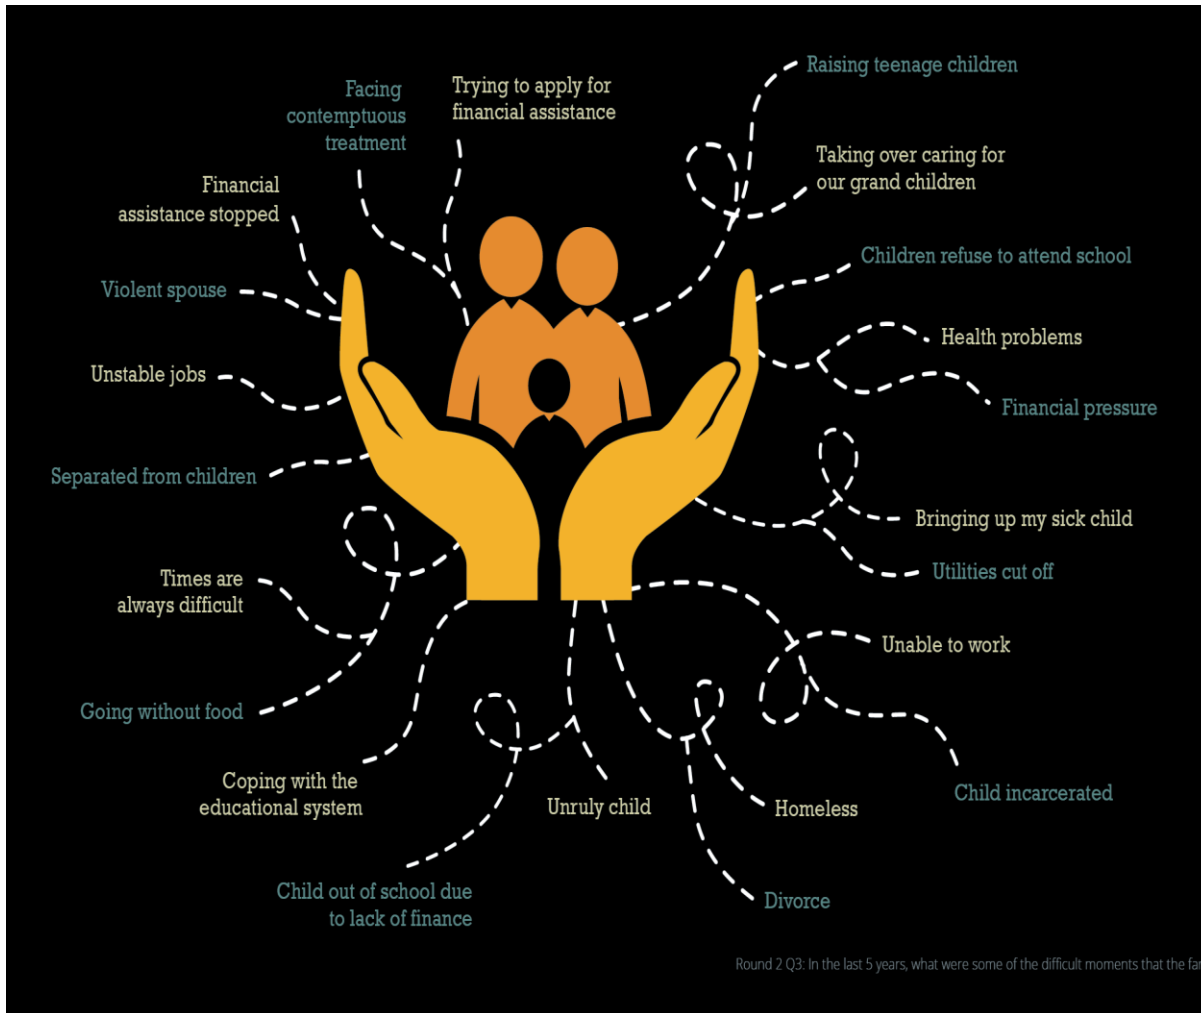 Facing
contemptuous
treatment
Trying to apply for
financial assistance
Raising teenage children
Financial
assistance stopped
Taking over caring for
our grand children
Violent spouse
Children refuse to attend school
Unstable jobs
Health problems
Financial pressure
Separated from children
Bringing up my sick child
Times are
always difficult
Utilities cut off
Unable to work
Going without food
Coping with the
educational system
Unruly child
Homeless
Child incarcerated
Child out of school due
to lack of finance
Divorce
Round 2 Q3: In the last 5 years, what were some of the difficult moments that the